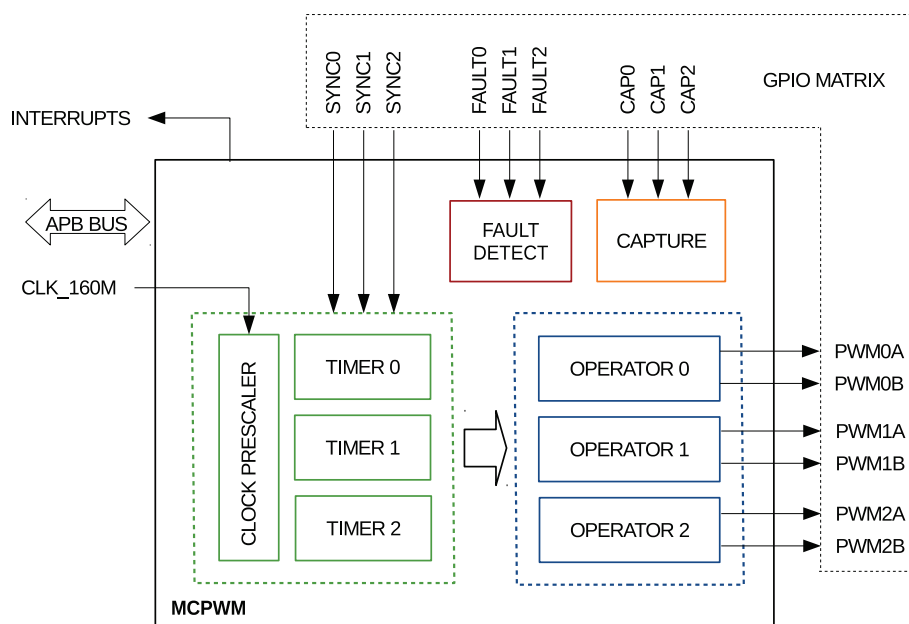 SYNC0
SYNC1
SYNC2
FAULT0
FAULT1
FAULT2
CAP0
CAP1
CAP2
GPIO MATRIX
INTERRUPTS
APB BUS
FAULT
DETECT
CAPTURE
CLK_160M
CLOCK PRESCALER
TIMER 0
TIMER 1
TIMER 2
OPERATOR 0
OPERATOR 1
OPERATOR 2
PWM0A
PWM0B
PWM1A
PWM1B
PWM2A
PWM2B
MCPWM